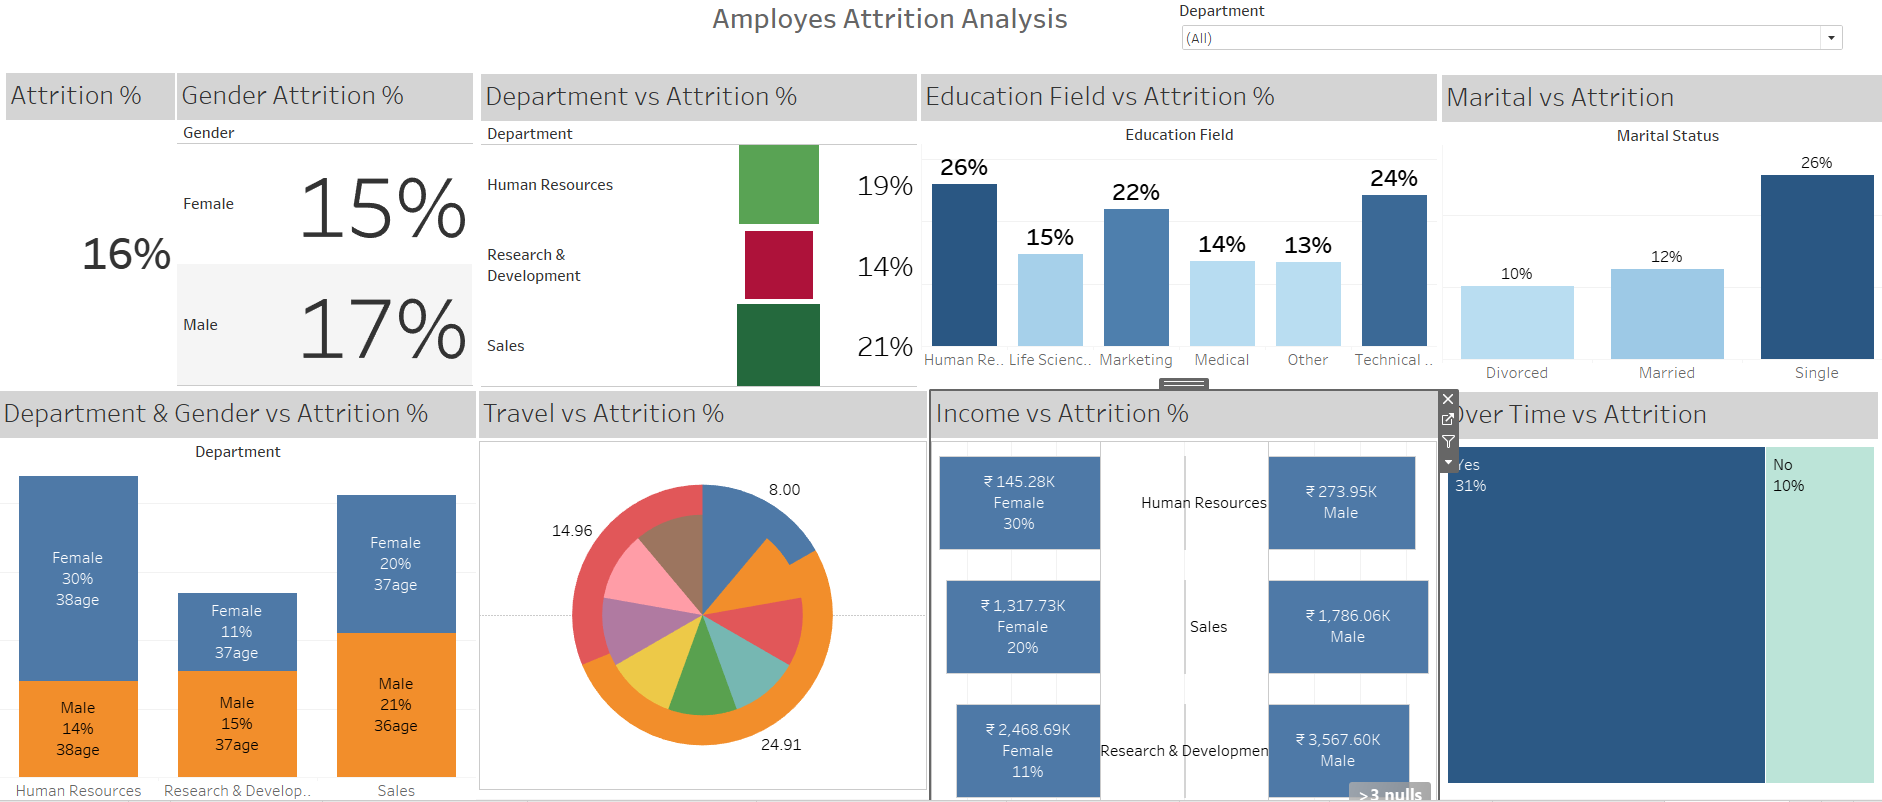 Amployes Attrition Analysis
Department
(All)
Attrition %
16%
Gender Attrition %
Gender
Female
15%
Male
17%
Department vs Attrition %
Department
Human Resources
19%
Research &
Development
14%
Sales
21%
Education Field vs Attrition %
Education Field
26%
15%
22%
14%
13%
24%
Human Re..
Life Scienc..
Marketing
Medical
Other
Technical ..
Marital vs Attrition
Marital Status
10%
12%
26%
Divorced
Married
Single
Department & Gender vs Attrition %
Department
Female
30%
38age
Male
14%
38age
Female
11%
37age
Male
15%
37age
Female
20%
37age
Male
21%
36age
Human Resources
Research & Develop..
Sales
Travel vs Attrition %
8.00
14.96
24.91
Income vs Attrition %
₹ 145.28K
Female
30%
Human Resources
₹ 273.95K
Male
₹ 1,317.73K
Female
20%
Sales
₹ 1,786.06K
Male
₹ 2,468.69K
Female
11%
Research & Developmen
₹ 3,567.60K
Male
>3 nulls
Over Time vs Attrition
Yes
31%
No
10%